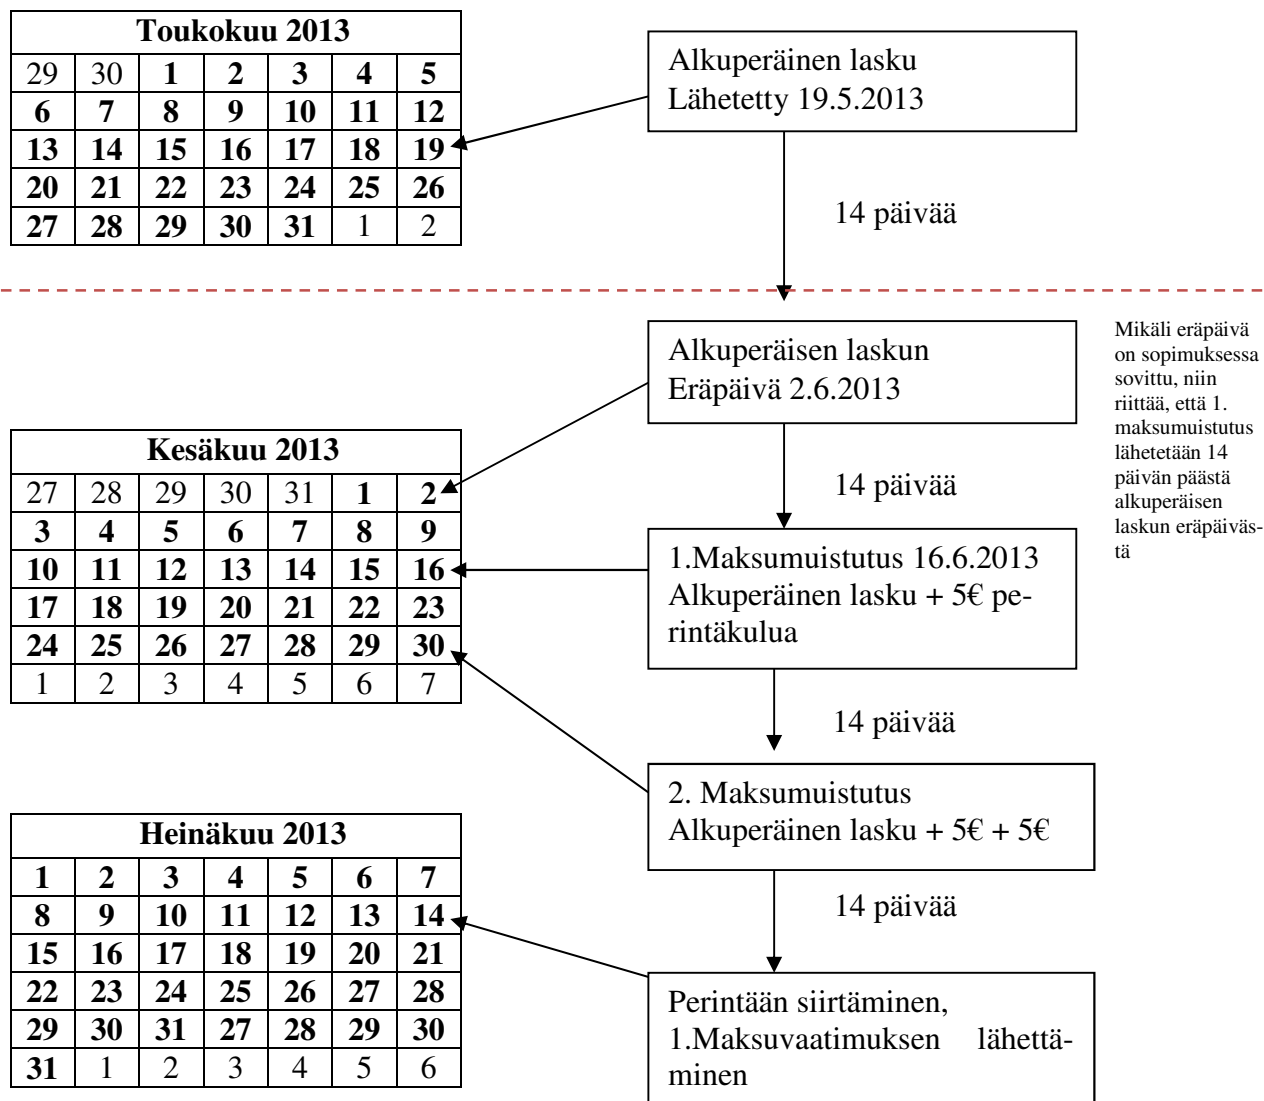 Toukokuu 2013
29 30 1 2 3 4 5
6 7 8 9 10 11 12
13 14 15 16 17 18 19
20 21 22 23 24 25 26
27 28 29 30 31 1 2
Alkuperäinen lasku
Lähetetty 19.5.2013
14 päivää
Alkuperäisen laskun
Eräpäivä 2.6.2013
Mikäli eräpäivä
on sopimuksessa
sovittu, niin
riittää, että 1.
maksumuistutus
lähetetään 14
päivän päästä
alkuperäisen
laskun eräpäiväs-
tä
Kesäkuu 2013
27 28 29 30 31 1 2
3 4 5 6 7 8 9
10 11 12 13 14 15 16
17 18 19 20 21 22 23
24 25 26 27 28 29 30
1 2 3 4 5 6 7
14 päivää
1.Maksumuistutus 16.6.2013
Alkuperäinen lasku + 5€ pe-
rintäkulua
14 päivää
2. Maksumuistutus
Alkuperäinen lasku + 5€ + 5€
Heinäkuu 2013
1 2 3 4 5 6 7
8 9 10 11 12 13 14
15 16 17 18 19 20 21
22 23 24 25 26 27 28
29 30 31 27 28 29 30
31 1 2 3 4 5 6
14 päivää
Perintään siirtäminen,
1.Maksuvaatimuksen lähettä-
minen